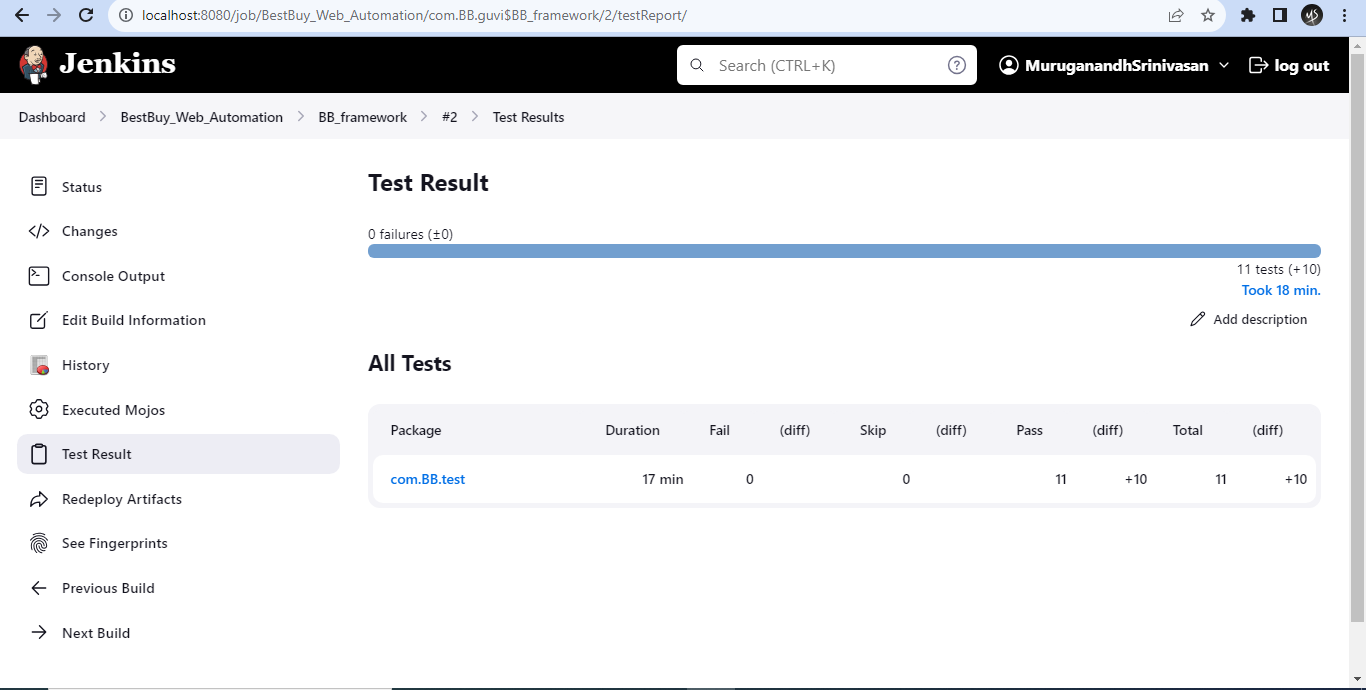 localhost:8080/job/BestBuy_Web_Automation/com.BB.guvi$BB_framework/2/testReport/
Jenkins
Search (CTRL+K)
?
MuruganandhSrinivasan
log out
Dashboard > BestBuy_Web_Automation > BB_framework > #2 > Test Results
Status
Changes
Console Output
Edit Build Information
History
Executed Mojos
Test Result
Redeploy Artifacts
See Fingerprints
Previous Build
Next Build
Test Result
0 failures (±0)
11 tests (+10)
Took 18 min.
Add description
All Tests
Package Duration Fail (diff) Skip (diff) Pass (diff) Total (diff)
com.BB.test 17 min 0 0 11 +10 11 +10